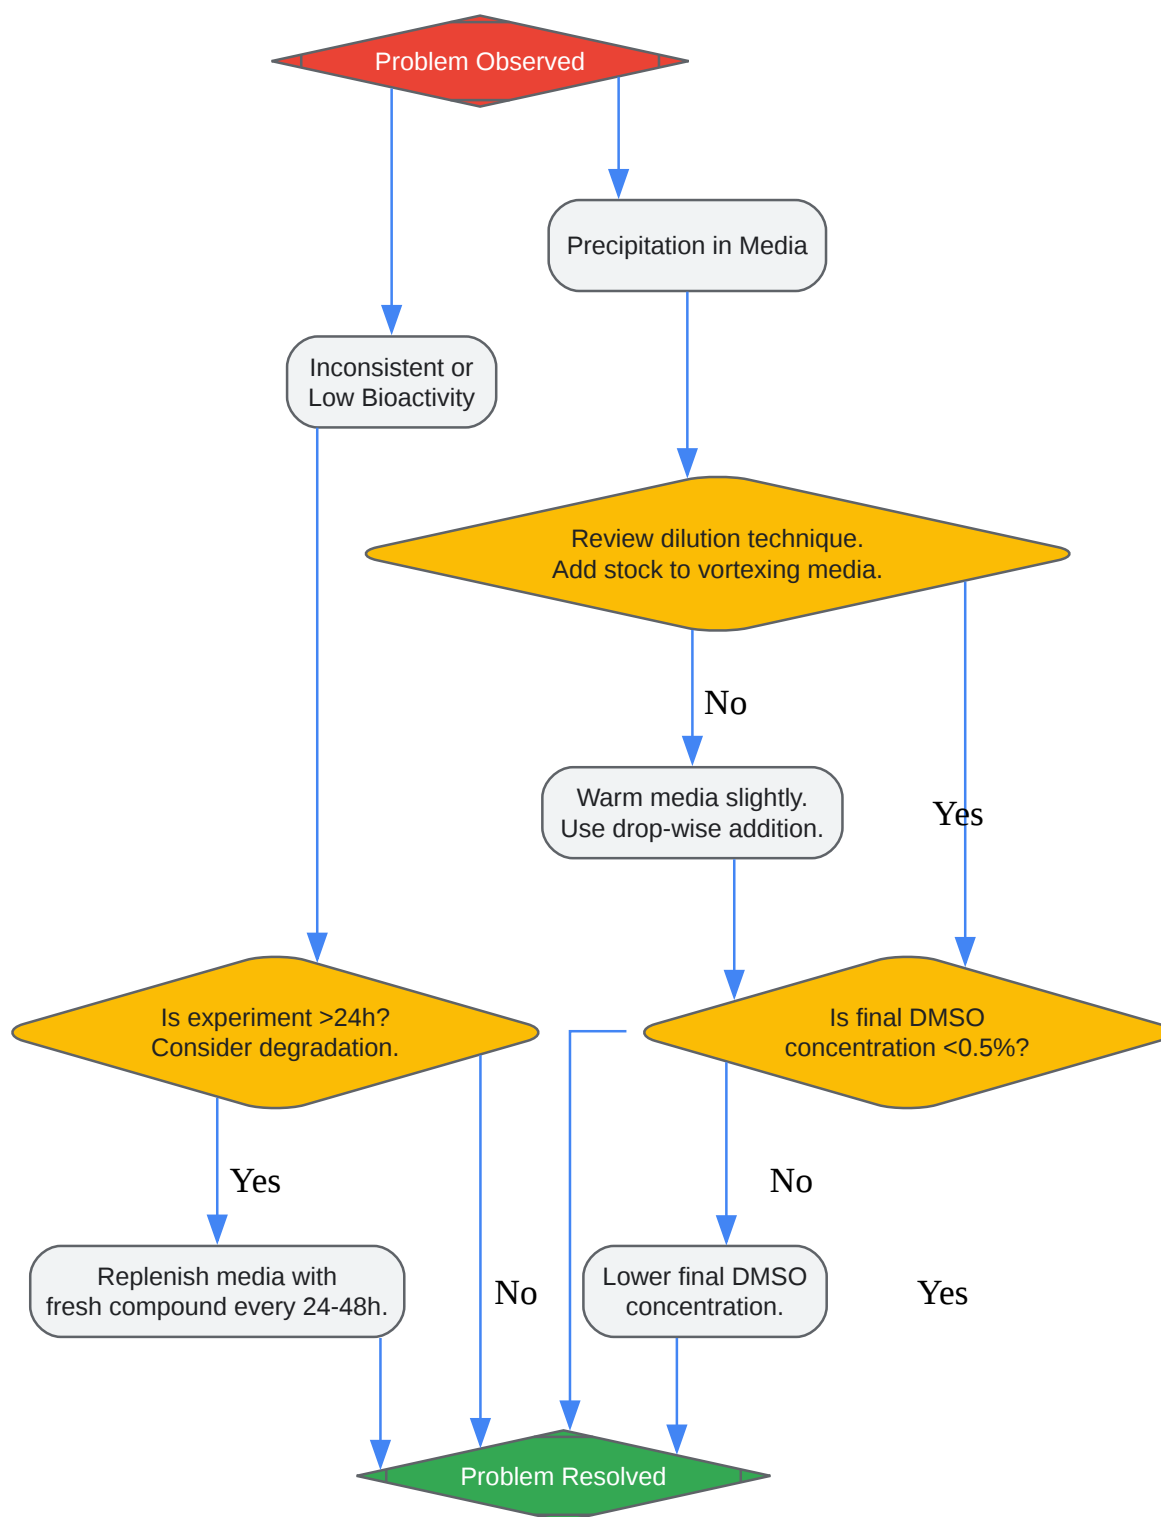 Problem Observed
Precipitation in Media
Inconsistent or
Low Bioactivity
Review dilution technique.
Add stock to vortexing media.
No
Warm media slightly.
Use drop-wise addition.
Yes
Is experiment >24h?
Consider degradation.
Is final DMSO
concentration <0.5%?
Yes
No
Replenish media with
fresh compound every 24-48h.
No
Lower final DMSO
concentration.
Yes
Problem Resolved